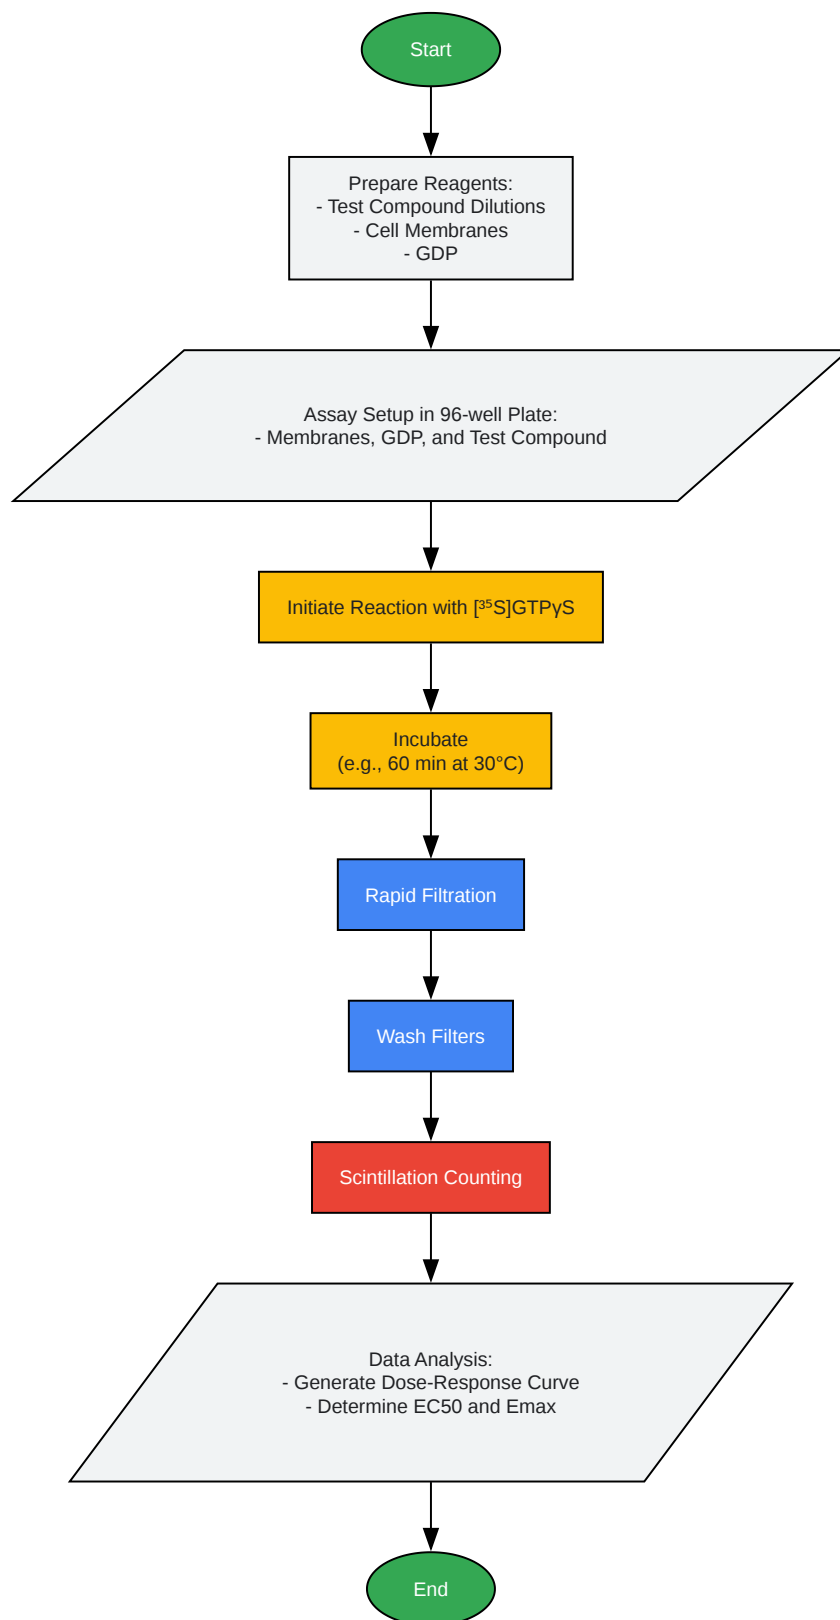 Start
Prepare Reagents:
- Test Compound Dilutions
- Cell Membranes
- GDP
Assay Setup in 96-well Plate:
- Membranes, GDP, and Test Compound
Initiate Reaction with [³⁵S]GTPγS
Incubate
(e.g., 60 min at 30°C)
Rapid Filtration
Wash Filters
Scintillation Counting
Data Analysis:
- Generate Dose-Response Curve
- Determine EC50 and Emax
End